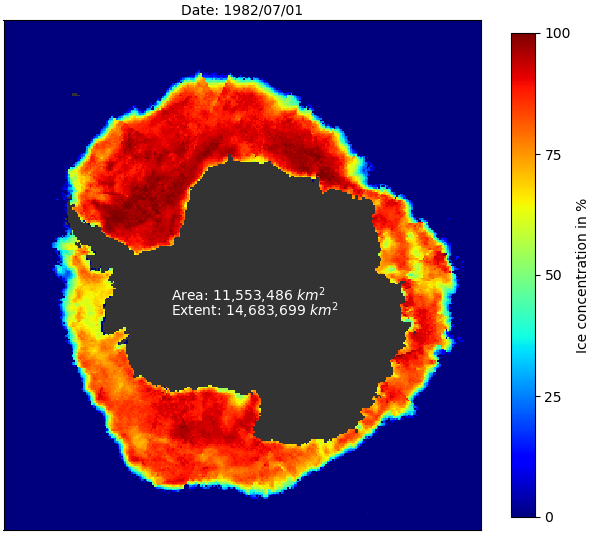 Date: 1982/07/01
100
75
50
25
0
Ice concentration in %
Area: 11,553,486 km²
Extent: 14,683,699 km²